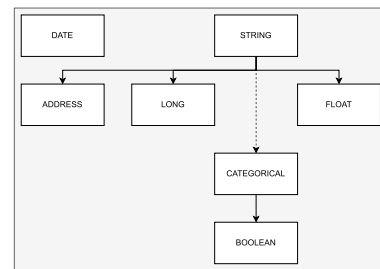 DATE
STRING
ADDRESS
LONG
FLOAT
CATEGORICAL
BOOLEAN